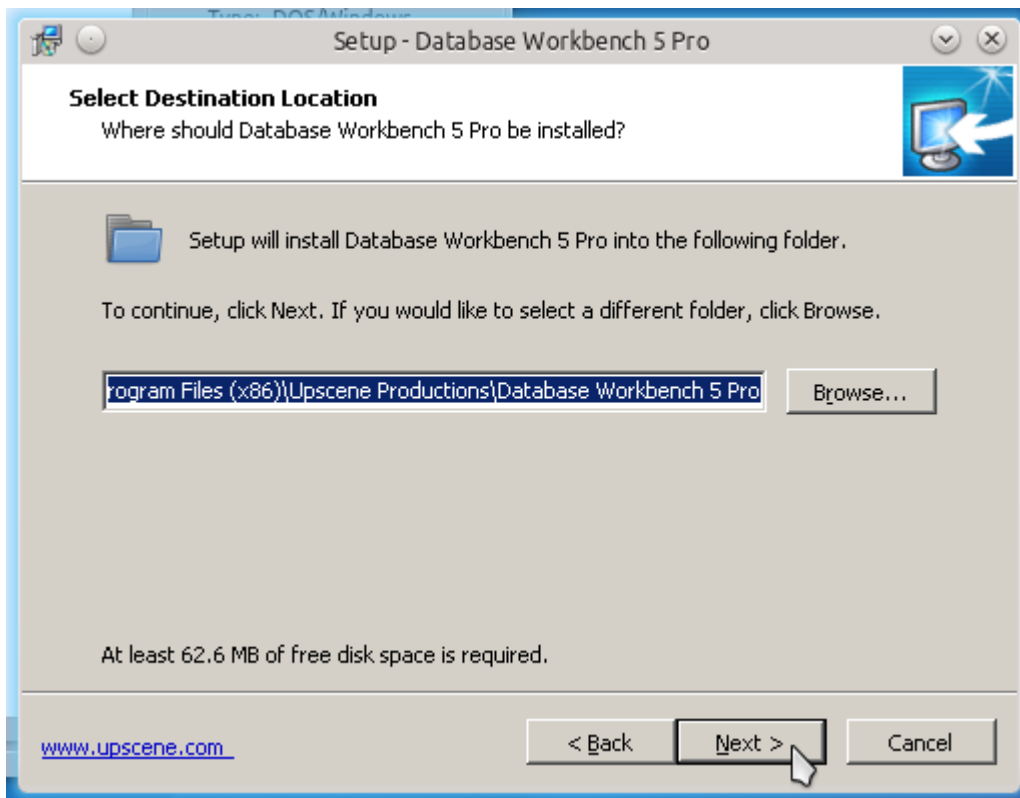 Type: DOS/Windows
Setup - Database Workbench 5 Pro
Select Destination Location
Where should Database Workbench 5 Pro be installed?
Setup will install Database Workbench 5 Pro into the following folder.
To continue, click Next. If you would like to select a different folder, click Browse.
rogram Files (x86)\Upscene Productions\Database Workbench 5 Pro
Browse...
At least 62.6 MB of free disk space is required.
www.upscene.com
< Back
Next >
Cancel